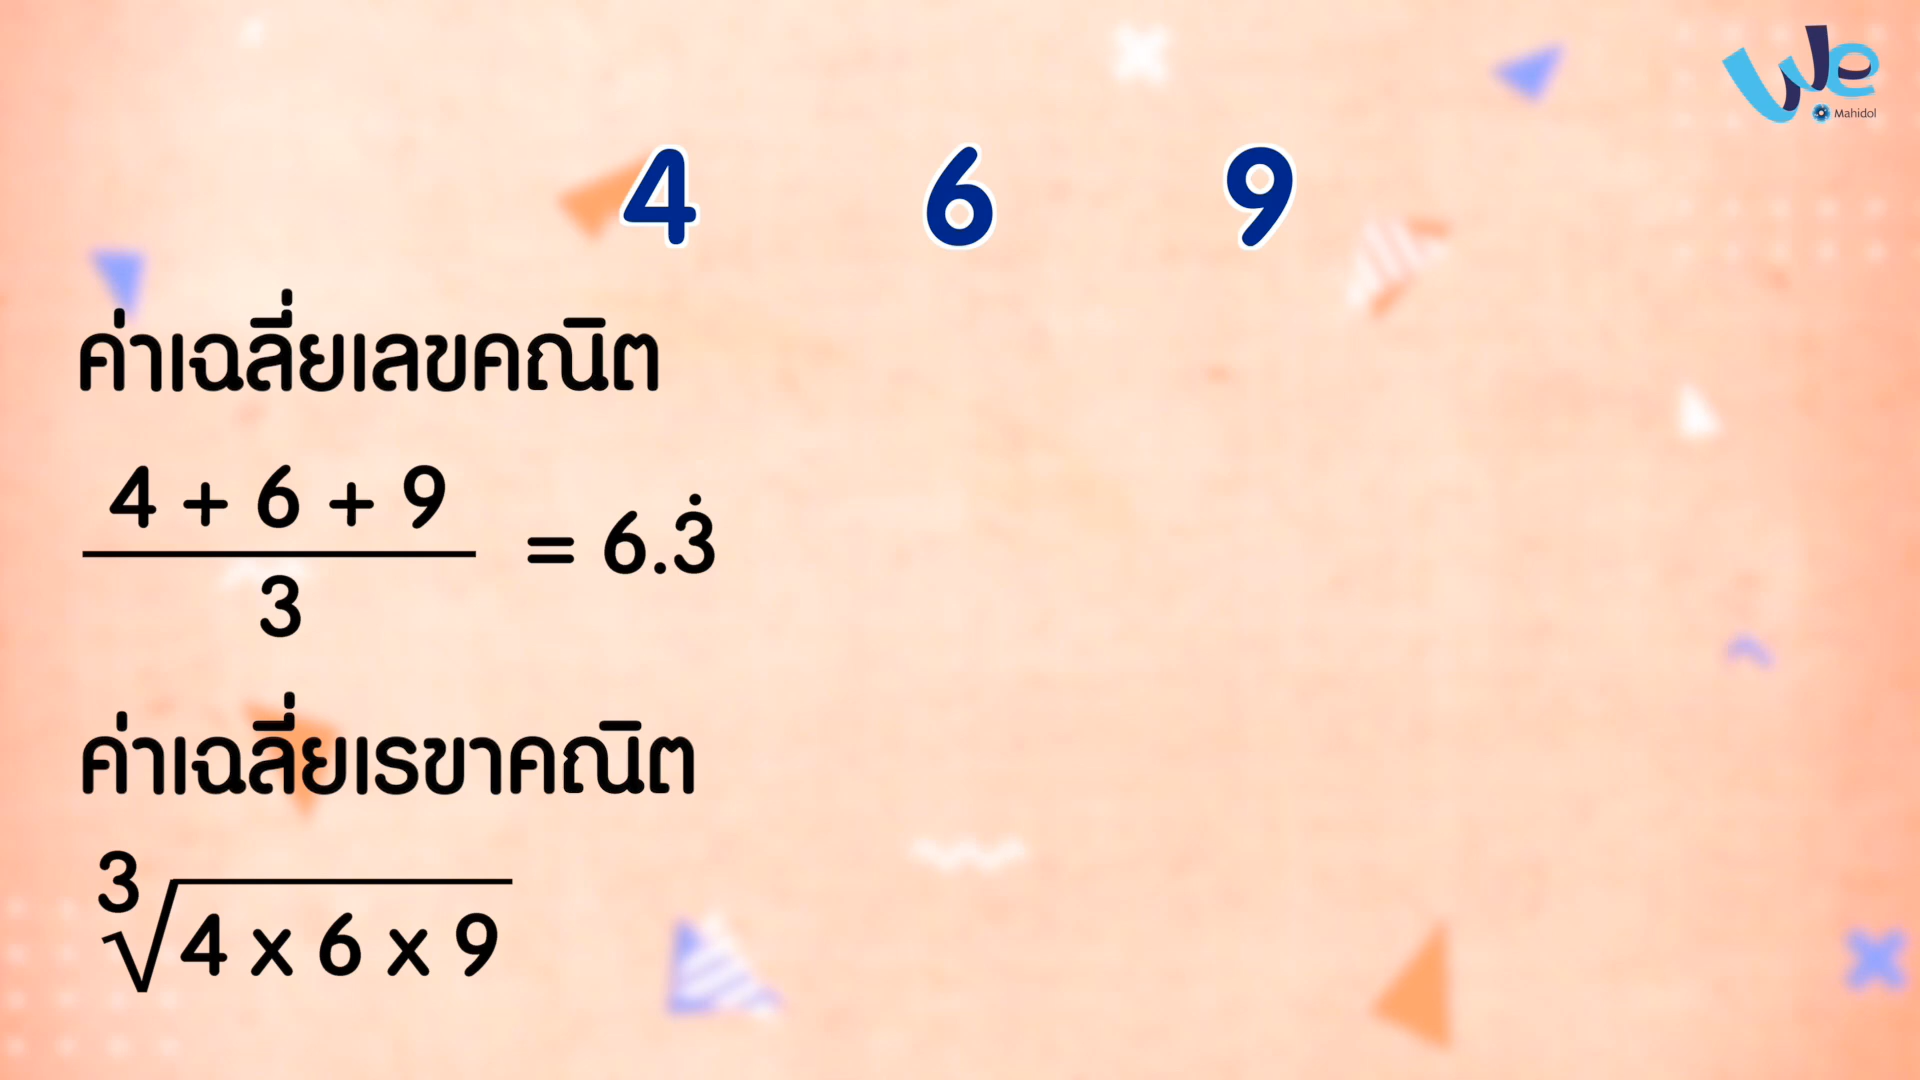 We
Mahidol
4 6 9
ค่าเฉลี่ยเลขคณิต
4 + 6 + 9
3
= 6.3̇
ค่าเฉลี่ยเรขาคณิต
3√4 x 6 x 9